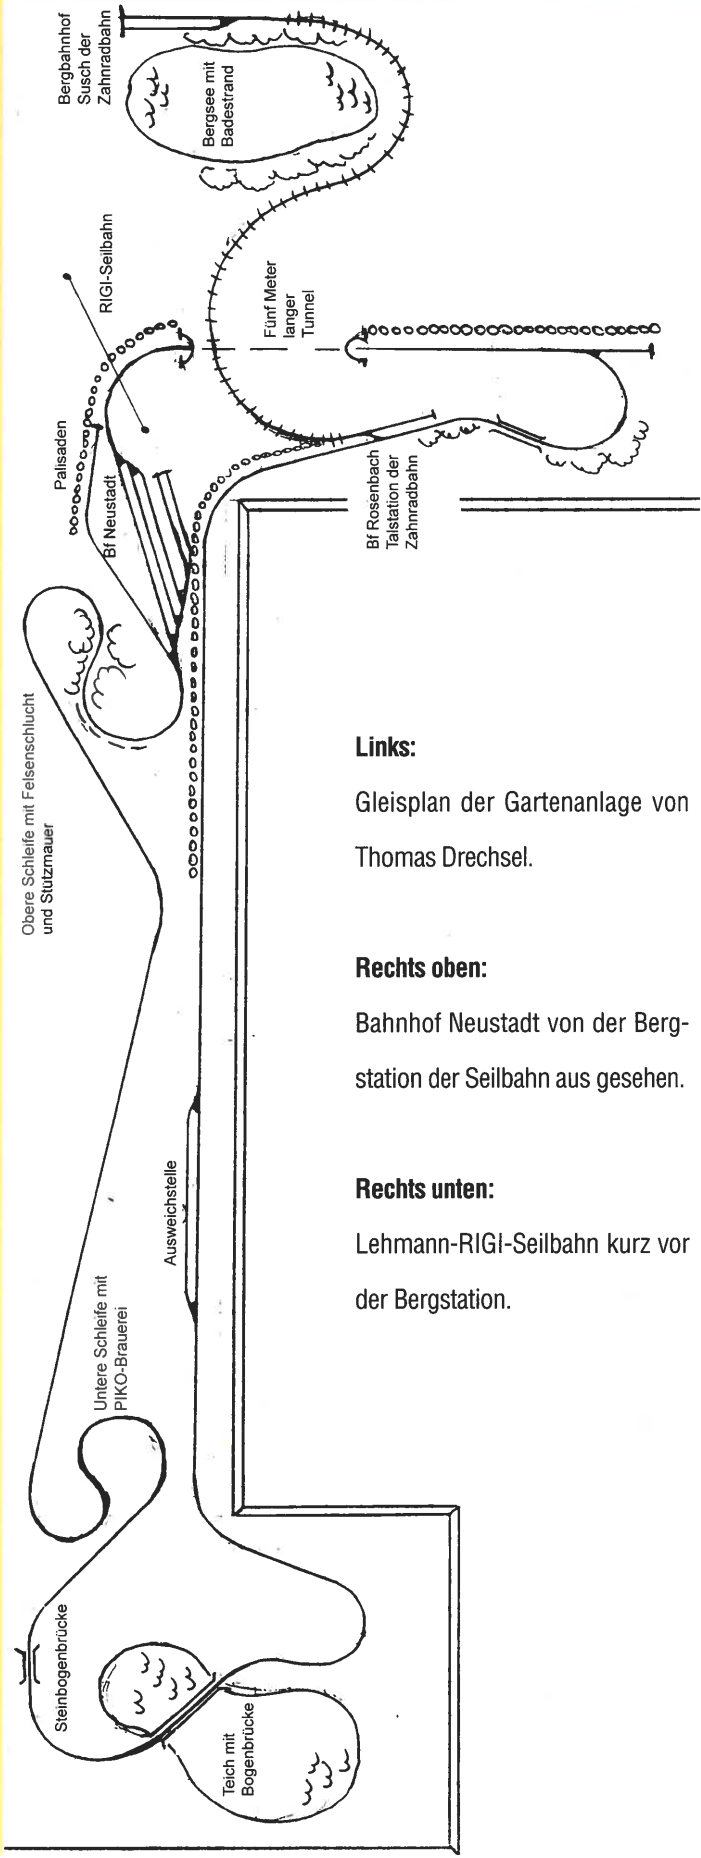 Bergbahnhof
Susch der
Zahnradbahn
Bergsee mit
Badestrand
RIGI-Seilbahn
Fünf Meter
langer
Tunnel
Palisaden
Bf Neustadt
Bf Rosenbach
Talstation der
Zahnradbahn
Obere Schleife mit Felsenschlucht
und Stützmauer
Links:
Gleisplan der Gartenanlage von
Thomas Drechsel.
Rechts oben:
Bahnhof Neustadt von der Berg-
station der Seilbahn aus gesehen.
Ausweichstelle
Rechts unten:
Lehmann-RIGI-Seilbahn kurz vor
der Bergstation.
Untere Schleife mit
PIKO-Brauerei
Steinbogenbrücke
Teich mit
Bogenbrücke